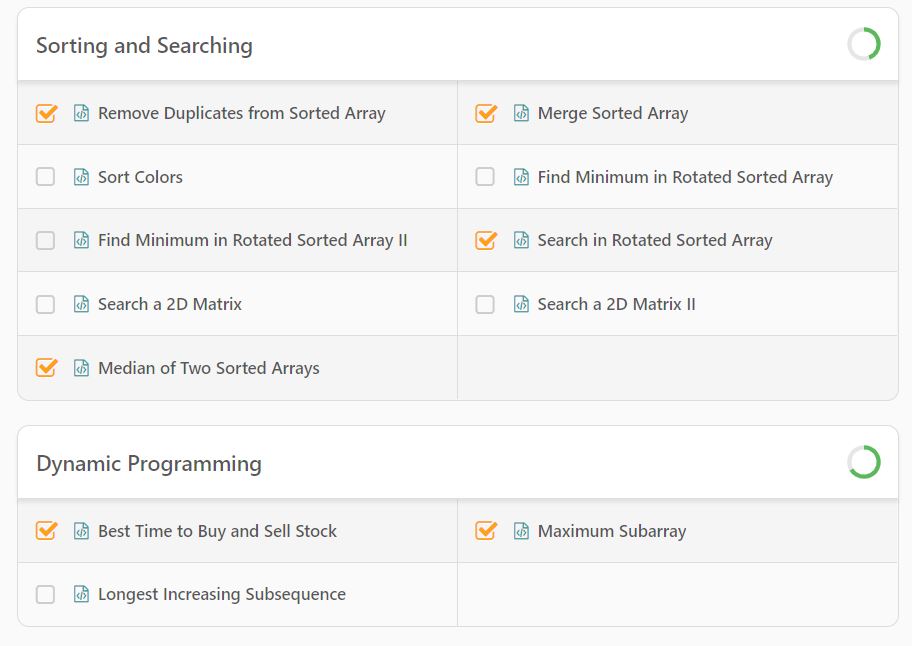 Sorting and Searching
Remove Duplicates from Sorted Array
Merge Sorted Array
Sort Colors
Find Minimum in Rotated Sorted Array
Find Minimum in Rotated Sorted Array II
Search in Rotated Sorted Array
Search a 2D Matrix
Search a 2D Matrix II
Median of Two Sorted Arrays
Dynamic Programming
Best Time to Buy and Sell Stock
Maximum Subarray
Longest Increasing Subsequence